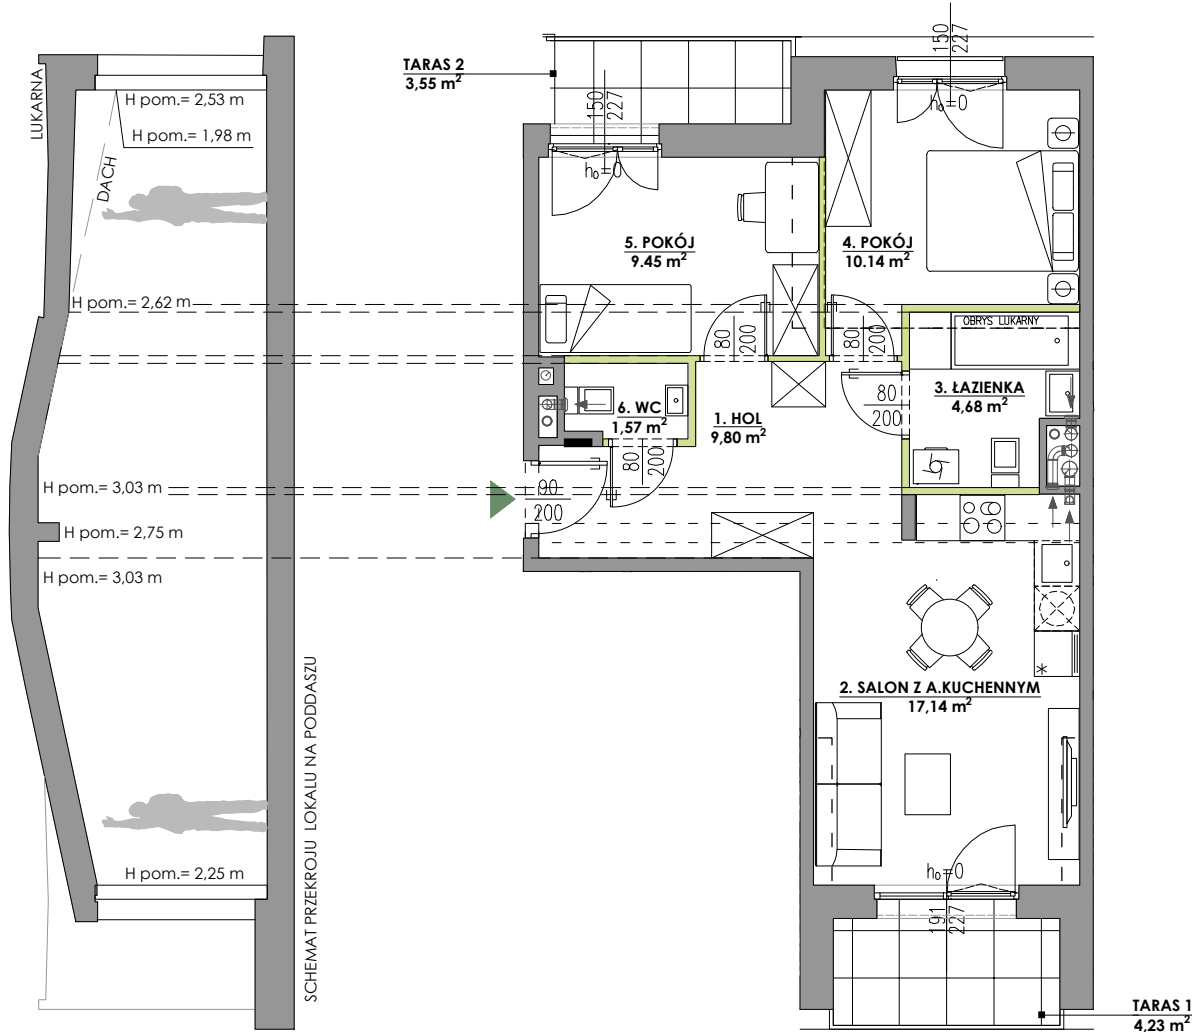 LUKARNA
H pom.= 2,53 m
H pom.= 1,98 m
DACH
H pom.= 2,62 m
H pom.= 3,03 m
H pom.= 2,75 m
H pom.= 3,03 m
H pom.= 2,25 m
SCHEMAT PRZEKROJU LOKALU NA PODDASZU
TARAS 2
3,55 m²
150
227
h₀=0
150
227
h₀=0
5. POKÓJ
9.45 m²
4. POKÓJ
10.14 m²
80
200
80
200
OBRYS LUKARNY
3. ŁAZIENKA
4,68 m²
80
200
6. WC
1,57 m²
1. HOL
9,80 m²
80
200
90
200
2. SALON Z A.KUCHENNYM
17,14 m²
h₀=0
191
227
TARAS 1
4,23 m²